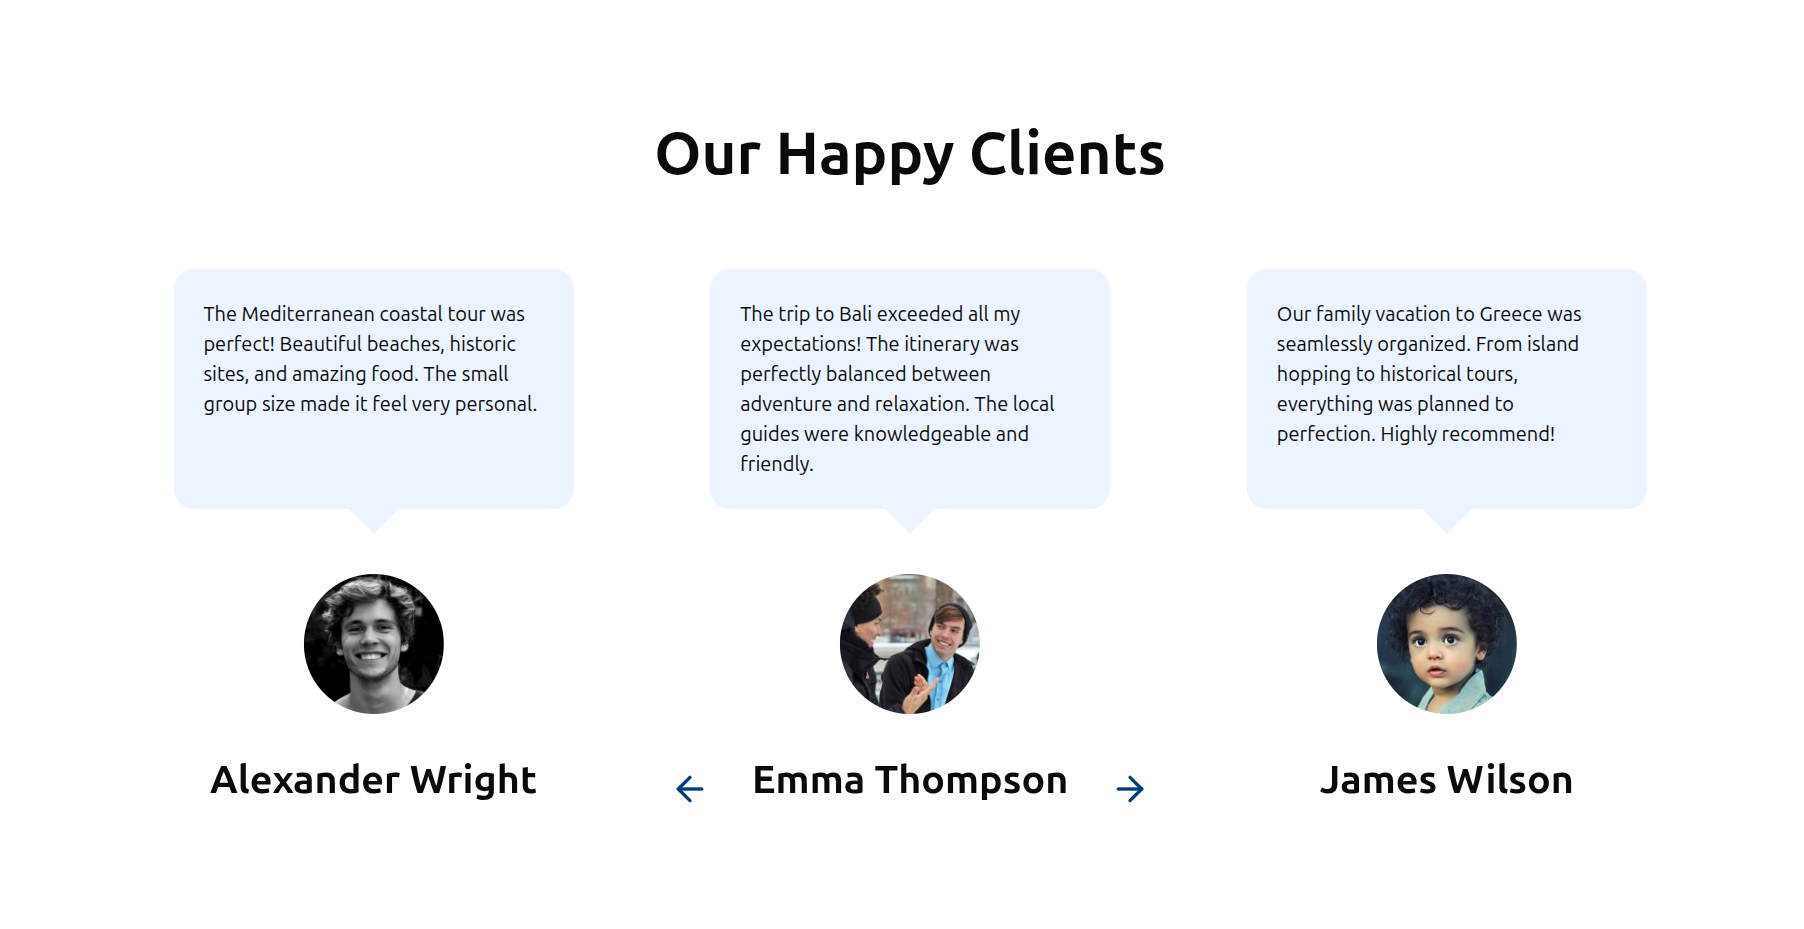 Our Happy Clients
The Mediterranean coastal tour was
perfect! Beautiful beaches, historic
sites, and amazing food. The small
group size made it feel very personal.
The trip to Bali exceeded all my
expectations! The itinerary was
perfectly balanced between
adventure and relaxation. The local
guides were knowledgeable and
friendly.
Our family vacation to Greece was
seamlessly organized. From island
hopping to historical tours,
everything was planned to
perfection. Highly recommend!
Alexander Wright
Emma Thompson
James Wilson